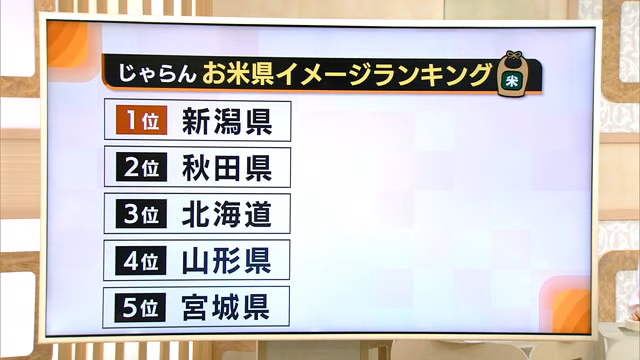 じゃらん お米県イメージランキング 米
1位 新潟県
2位 秋田県
3位 北海道
4位 山形県
5位 宮城県